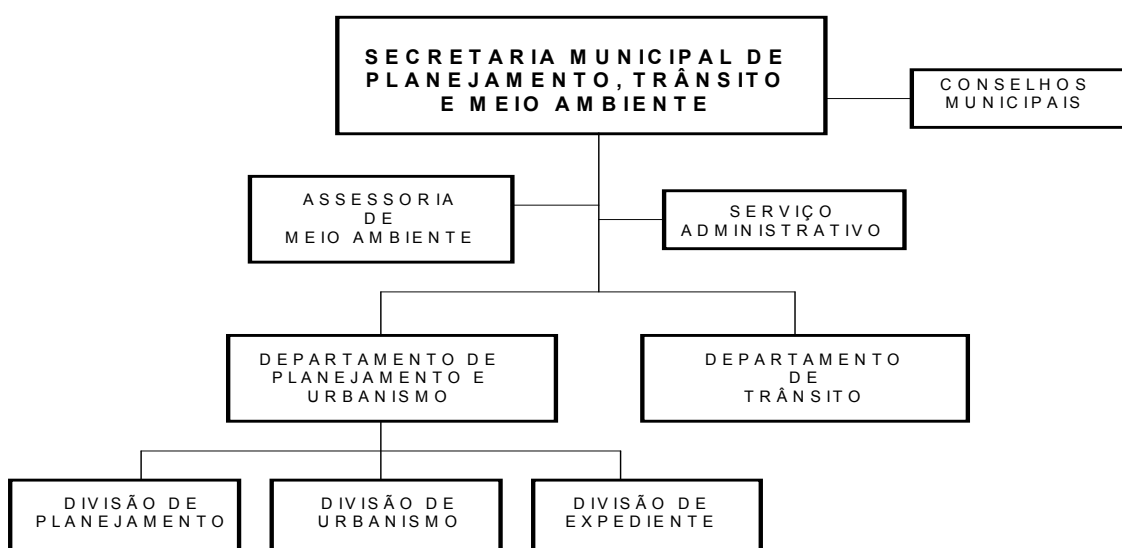 SECRETARIA MUNICIPAL DE
PLANEJAMENTO, TRÂNSITO
E MEIO AMBIENTE
CONSELHOS
MUNICIPAIS
ASSESSORIA
DE
MEIO AMBIENTE
SERVIÇO
ADMINISTRATIVO
DEPARTAMENTO DE
PLANEJAMENTO E
URBANISMO
DEPARTAMENTO
DE
TRÂNSITO
DIVISÃO DE
PLANEJAMENTO
DIVISÃO DE
URBANISMO
DIVISÃO DE
EXPEDIENTE